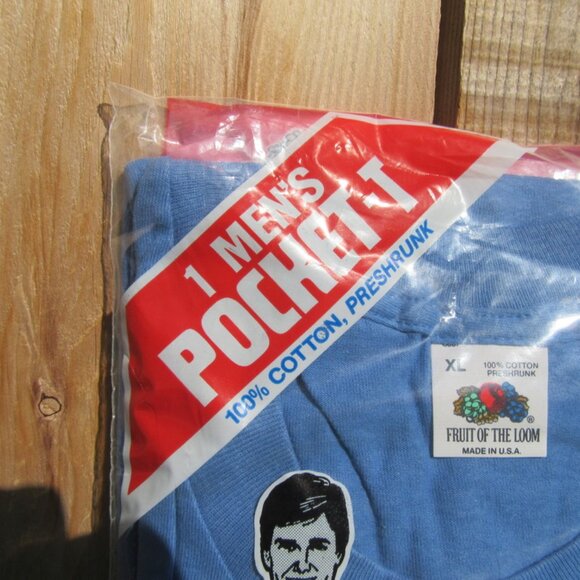 1 MEN'S
POCKET-T
100% COTTON, PRESHRUNK
XL
100% COTTON
PRESHRUNK
®
FRUIT OF THE LOOM
MADE IN U.S.A.